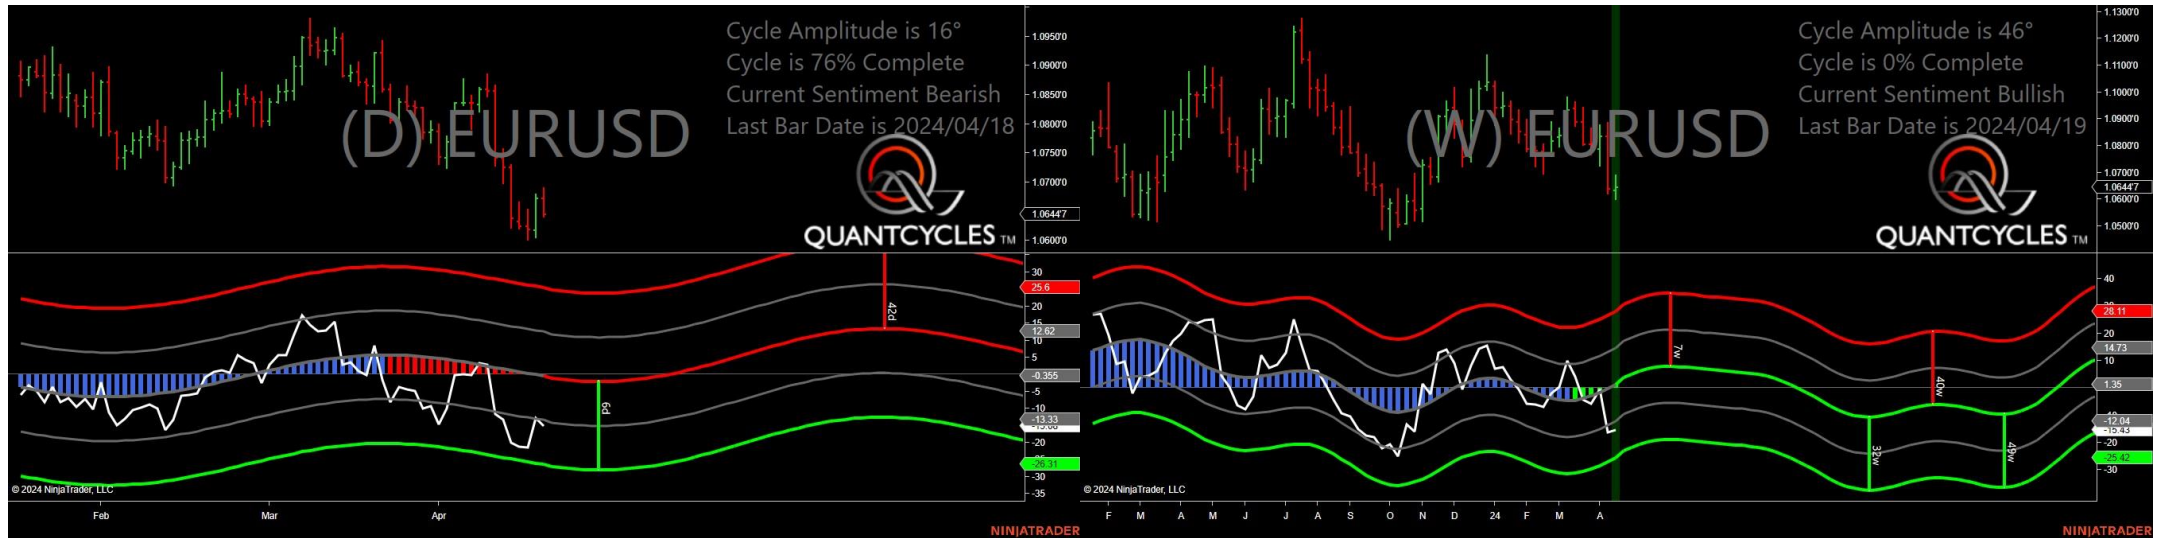 Cycle Amplitude is 16°
Cycle is 76% Complete
Current Sentiment Bearish
Last Bar Date is 2024/04/18
(D) EURUSD
QUANTCYCLES TM
1.0950'0
1.0900'0
1.0850'0
1.0800'0
1.0750'0
1.0700'0
1.0644'7
1.0600'0
30
25.6
20
15
12.62
10
5
-0.355
-5
-10
-13.33
-20
-26.31
-30
-35
42d
6d
© 2024 NinjaTrader, LLC
Feb Mar Apr
NINJATRADER
Cycle Amplitude is 46°
Cycle is 0% Complete
Current Sentiment Bullish
Last Bar Date is 2024/04/19
(W) EURUSD
QUANTCYCLES TM
1.1300'0
1.1200'0
1.1100'0
1.1000'0
1.0900'0
1.0800'0
1.0700'0
1.0644'7
1.0600'0
1.0500'0
40
28.11
20
14.73
10
1.35
-12.04
-15.43
-20
-25.42
-30
7w
40w
32w
49w
© 2024 NinjaTrader, LLC
F M A M J J A S O N D 24 F M A
NINJATRADER